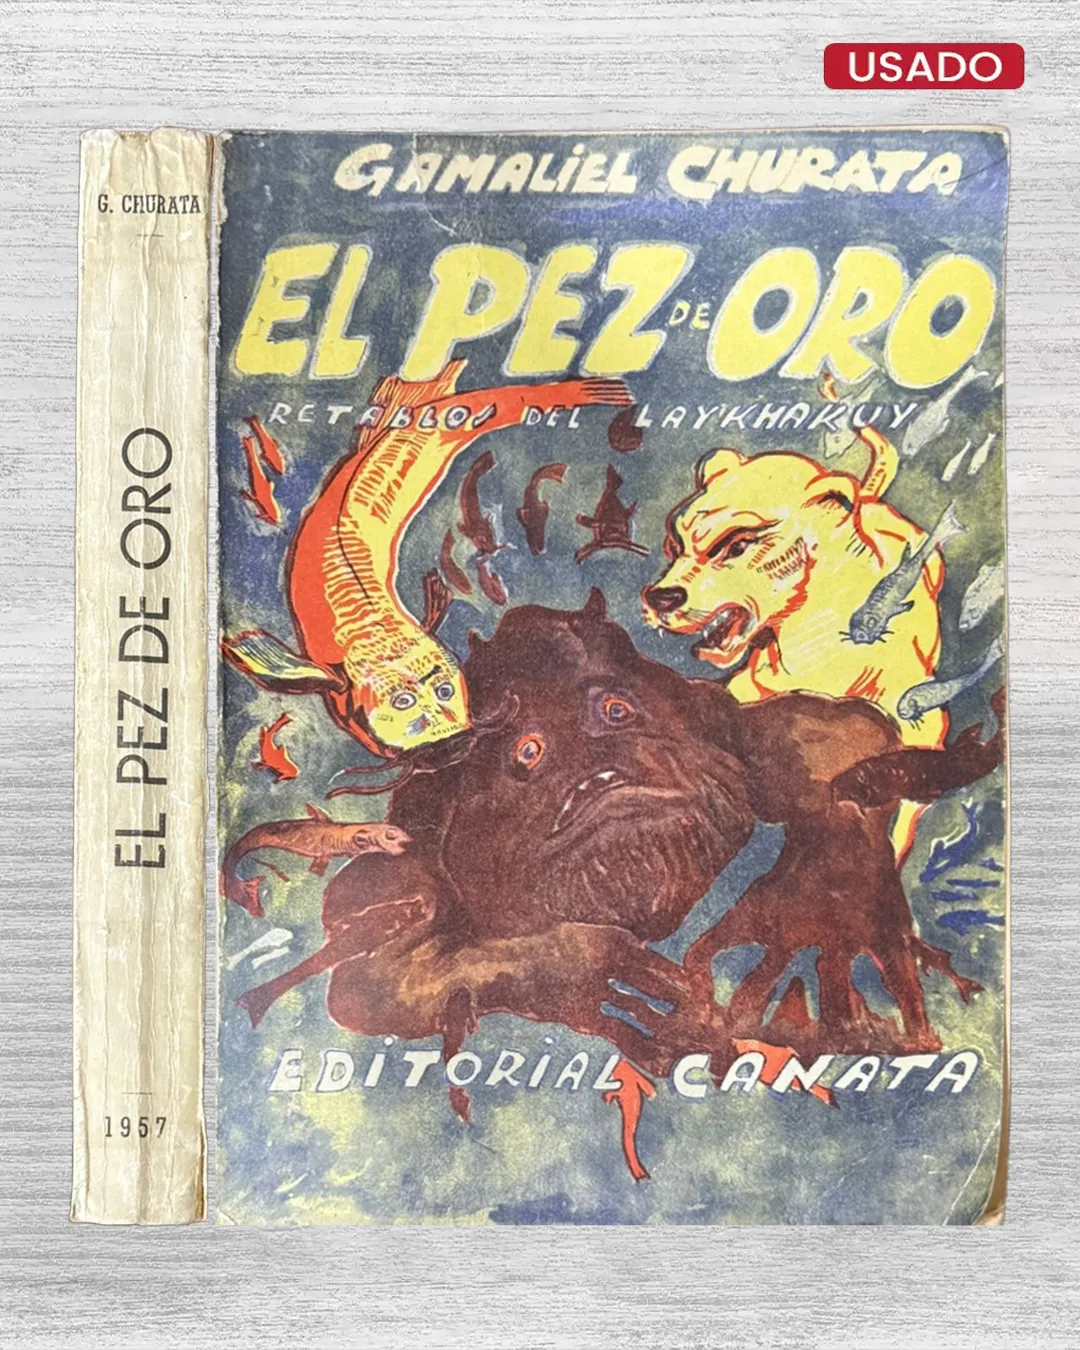 USADO
G. CHURATA
EL PEZ DE ORO
1957
GAMALiEL CHURATA
EL PEZ DE ORO
RETABLOS DEL LAYKHAKUY
EDiTORiAL CANATA